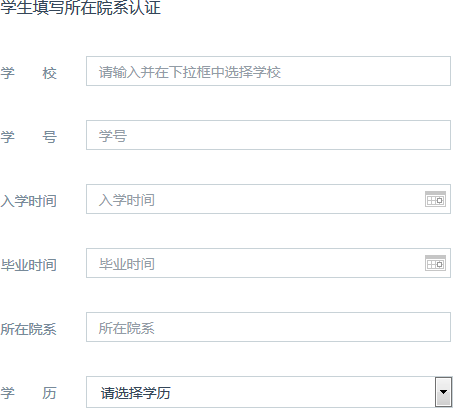 学生填写所在院系认证
学 校 请输入并在下拉框中选择学校
学 号 学号
入学时间 入学时间
毕业时间 毕业时间
所在院系 所在院系
学 历 请选择学历